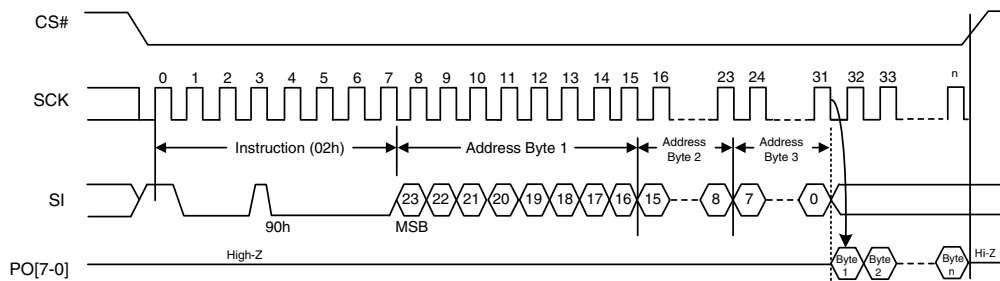 CS#
0 1 2 3 4 5 6 7 8 9 10 11 12 13 14 15 16 23 24 31 32 33 n
SCK
Instruction (02h) Address Byte 1 Address Byte 2 Address Byte 3
SI
23 22 21 20 19 18 17 16 15 8 7 0
90h MSB
High-Z
PO[7-0]
Byte 1 Byte 2 Byte n Hi-Z